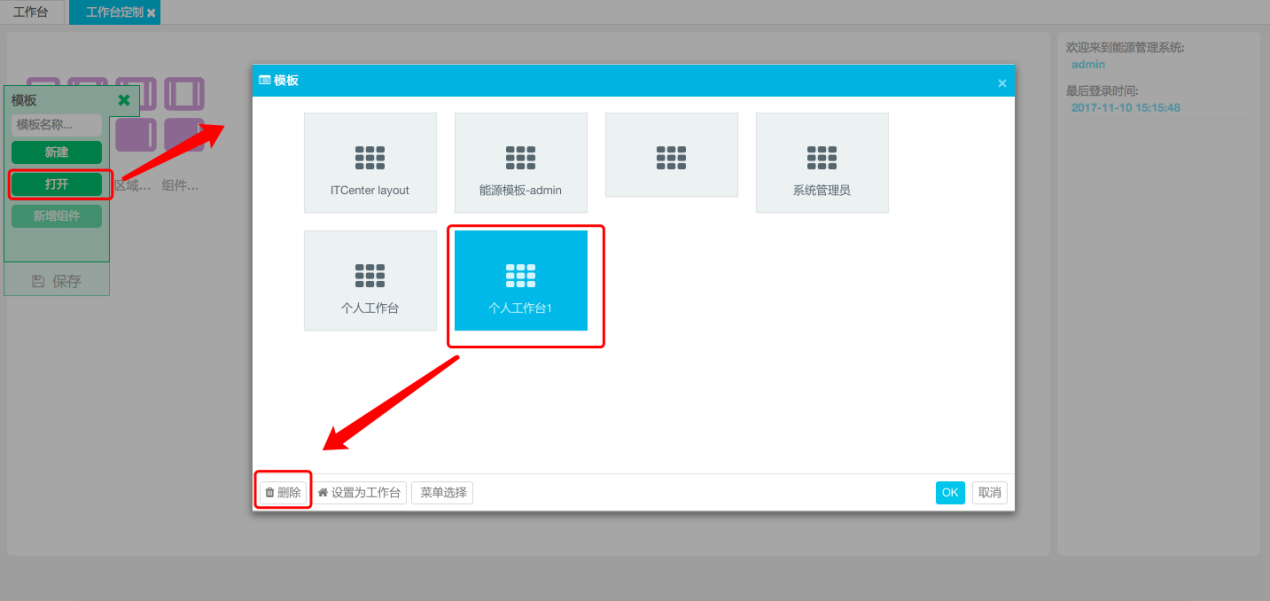 工作台
工作台定制
欢迎来到能源管理系统:
admin
最后登录时间:
2017-11-10 15:15:48
模板
模板名称...
新建
打开
新增组件
保存
区域...
组件...
模板
ITCenter layout
能源模板-admin
系统管理员
个人工作台
个人工作台1
删除
设置为工作台
菜单选择
OK
取消